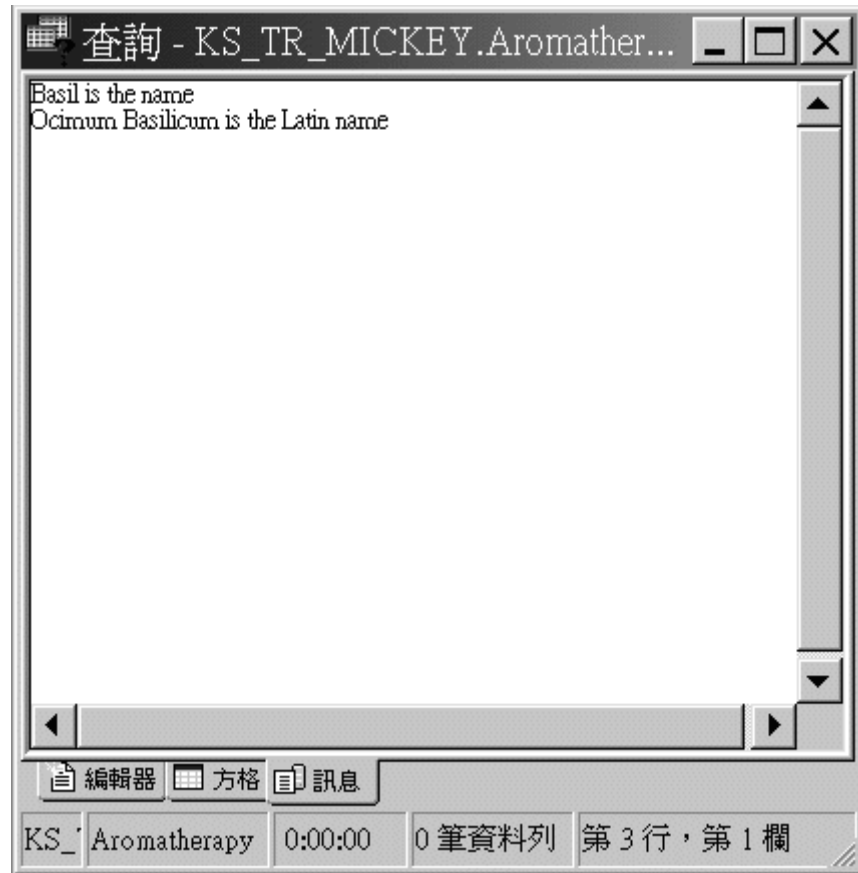 查詢 - KS_TR_MICKEY.Aromather...
Basil is the name
Ocimum Basilicum is the Latin name
編輯器 方格 訊息
KS_ Aromatherapy 0:00:00 0 筆資料列 第 3 行，第 1 欄